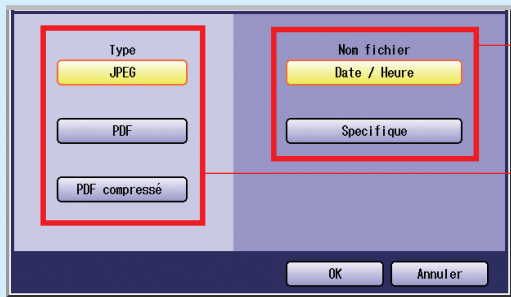 Type
JPEG
PDF
PDF compressé
Nom fichier
Date / Heure
Specifique
OK
Annuler